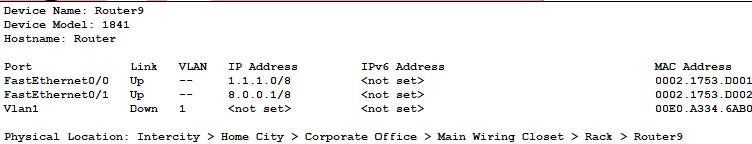 Device Name: Router9
Device Model: 1841
Hostname: Router
Port Link VLAN IP Address IPv6 Address MAC Address
FastEthernet0/0 Up -- 1.1.1.0/8 <not set> 0002.1753.D001
FastEthernet0/1 Up -- 8.0.0.1/8 <not set> 0002.1753.D002
Vlan1 Down 1 <not set> <not set> 00E0.A334.6AB0
Physical Location: Intercity > Home City > Corporate Office > Main Wiring Closet > Rack > Router9